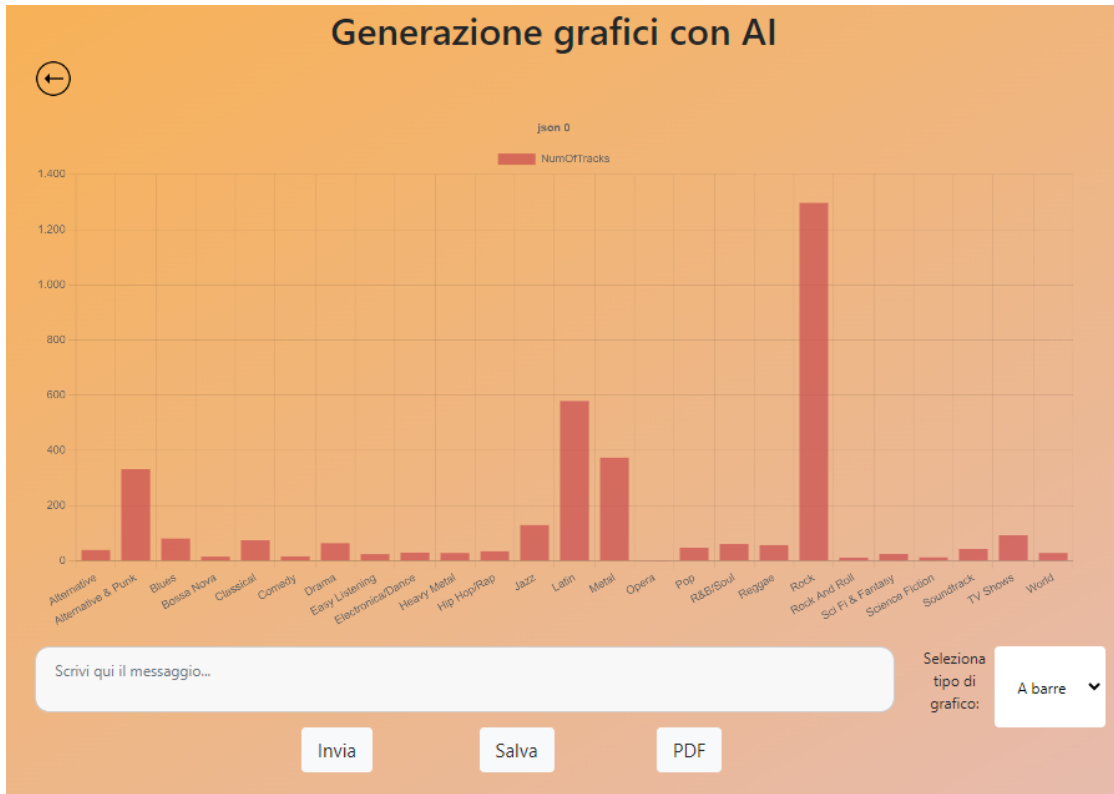 Generazione grafici con AI
json 0
NumOfTracks
1.400
1.200
1.000
800
600
400
200
0
Alternative
Alternative & Punk
Blues
Bossa Nova
Classical
Comedy
Drama
Easy Listening
Electronica/Dance
Heavy Metal
Hip Hop/Rap
Jazz
Latin
Metal
Opera
Pop
R&B/Soul
Reggae
Rock
Rock And Roll
Sci Fi & Fantasy
Science Fiction
Soundtrack
TV Shows
World
Scrivi qui il messaggio...
Seleziona
tipo di
grafico:
A barre
Invia
Salva
PDF